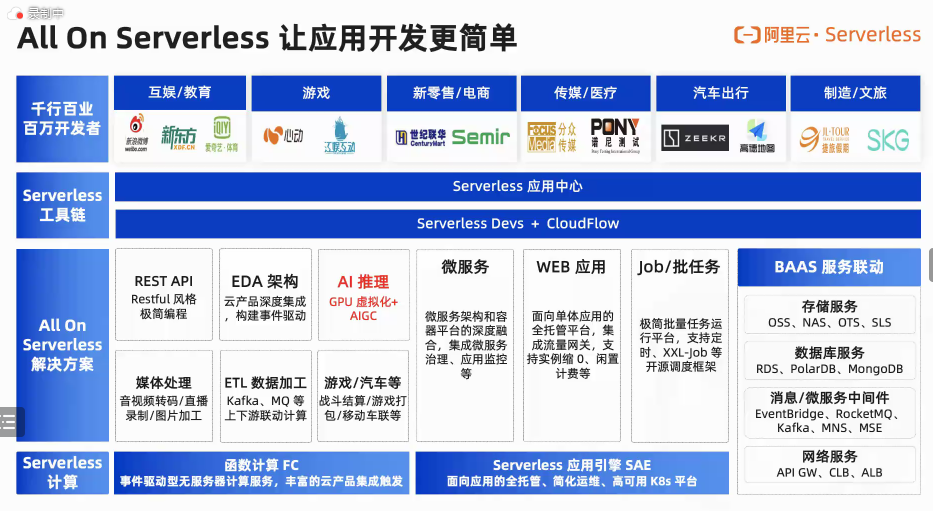 录制中
All On Serverless 让应用开发更简单
阿里云 · Serverless
千行百业
百万开发者
互娱/教育
游戏
新零售/电商
传媒/医疗
汽车出行
制造/文旅
新浪微博
weibo.com
新东方
XDF.CN
iQIYI
爱奇艺·体育
心动
江娱互动
世纪联华
CenturyMart
Semir
FOCUS
Media
分众
传媒
PONY
谱尼测试
Pony Testing International Group
ZEEKR
高德地图
JL-TOUR
捷旅假期
SKG
Serverless
工具链
Serverless 应用中心
Serverless Devs + CloudFlow
All On
Serverless
解决方案
REST API
Restful 风格
极简编程
EDA 架构
云产品深度集成
，构建事件驱动
AI 推理
GPU 虚拟化+
AIGC
媒体处理
音视频转码/直播
录制/图片加工
ETL 数据加工
Kafka、MQ 等
上下游联动计算
游戏/汽车等
战斗结算/游戏打
包/移动车联等
微服务
微服务架构和容
器平台的深度融
合，集成微服务
治理、应用监控
等
WEB 应用
面向单体应用的
全托管平台，集
成流量网关，支
持实例缩 0、闲置
计费等
Job/批任务
极简批量任务运
行平台，支持定
时、XXL-Job 等
开源调度框架
BAAS 服务联动
存储服务
OSS、NAS、OTS、SLS
数据库服务
RDS、PolarDB、MongoDB
消息/微服务中间件
EventBridge、RocketMQ、
Kafka、MNS、MSE
网络服务
API GW、CLB、ALB
Serverless
计算
函数计算 FC
事件驱动型无服务器计算服务，丰富的云产品集成触发
Serverless 应用引擎 SAE
面向应用的全托管、简化运维、高可用 K8s 平台